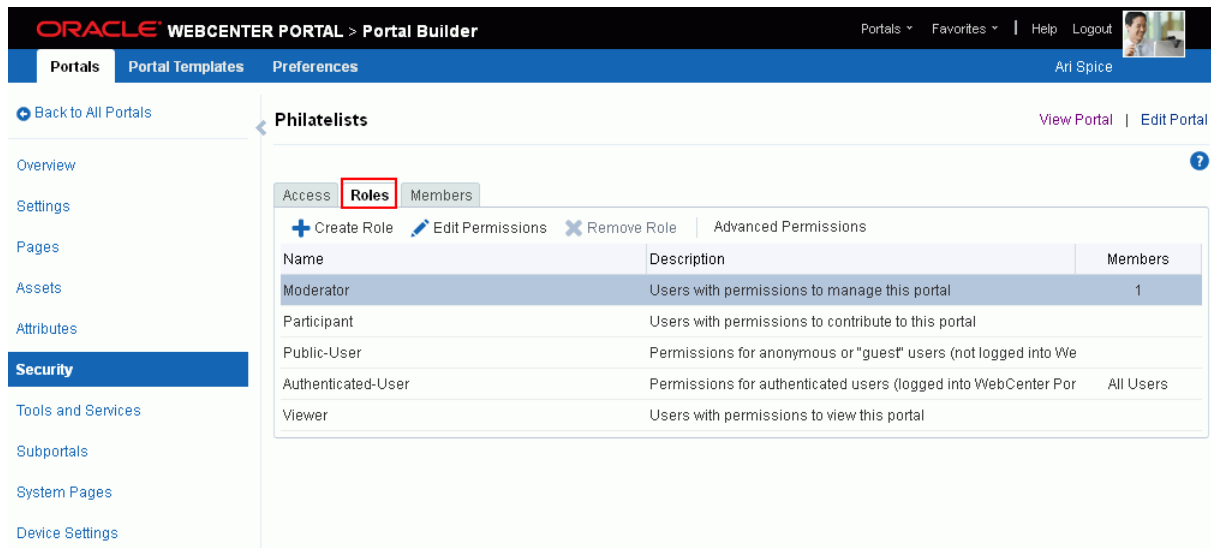 ORACLE WEBCENTER PORTAL > Portal Builder
Portals Favorites | Help Logout
Portals Portal Templates Preferences
Ari Spice
Back to All Portals
Philatelists
View Portal | Edit Portal
Overview
Settings
Pages
Assets
Attributes
Security
Tools and Services
Subportals
System Pages
Device Settings
?
Access Roles Members
Create Role Edit Permissions Remove Role Advanced Permissions
Name Description Members
Moderator Users with permissions to manage this portal 1
Participant Users with permissions to contribute to this portal
Public-User Permissions for anonymous or "guest" users (not logged into We
Authenticated-User Permissions for authenticated users (logged into WebCenter Por All Users
Viewer Users with permissions to view this portal